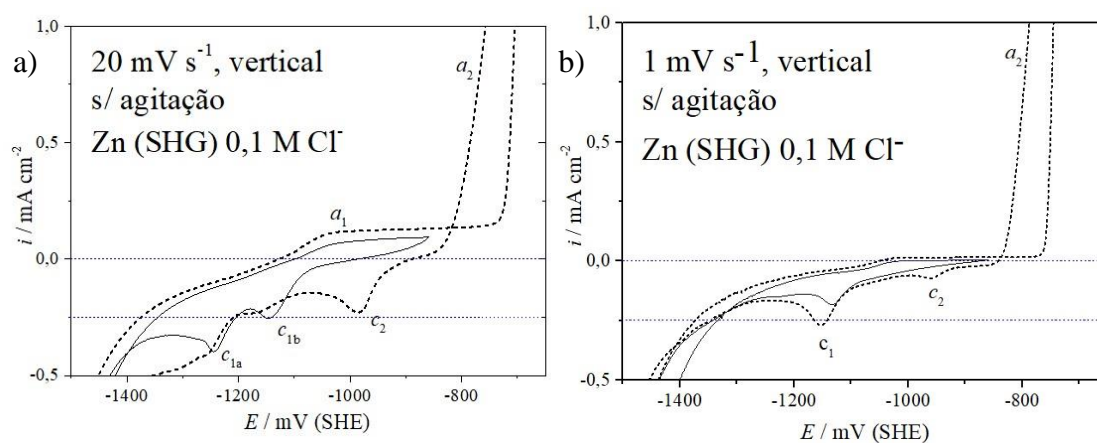 a)
20 mV s⁻¹, vertical
s/ agitação
Zn (SHG) 0,1 M Cl⁻
a₁
a₂
c₁ₐ
c₁b
c₂
1,0
0,5
0,0
-0,5
i / mA cm⁻²
-1400 -1200 -1000 -800
E / mV (SHE)
b)
1 mV s⁻¹, vertical
s/ agitação
Zn (SHG) 0,1 M Cl⁻
a₂
c₁
c₂
1,0
0,5
0,0
-0,5
i / mA cm⁻²
-1400 -1200 -1000 -800
E / mV (SHE)